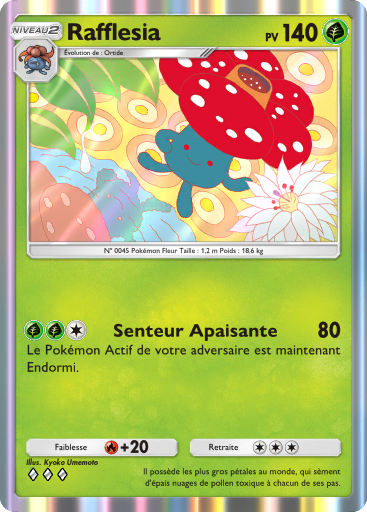 NIVEAU 2
Rafflesia
PV 140
Évolution de : Ortide
N° 0045 Pokémon Fleur Taille : 1,2 m Poids : 18,6 kg
Senteur Apaisante 80
Le Pokémon Actif de votre adversaire est maintenant
Endormi.
Faiblesse +20
Retraite
Illus. Kyoko Umemoto
Il possède les plus gros pétales au monde, qui sèment
d'épais nuages de pollen toxique à chacun de ses pas.